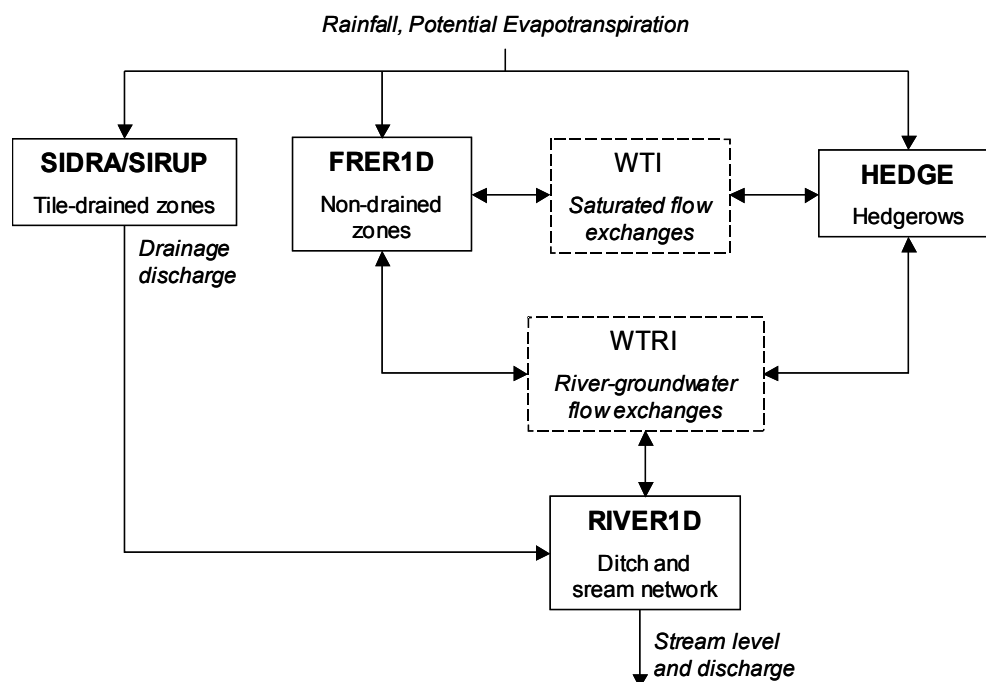 Rainfall, Potential Evapotranspiration
SIDRA/SIRUP
Tile-drained zones
FRER1D
Non-drained
zones
WTI
Saturated flow
exchanges
HEDGE
Hedgerows
Drainage
discharge
WTRI
River-groundwater
flow exchanges
RIVER1D
Ditch and
sream network
Stream level
and discharge